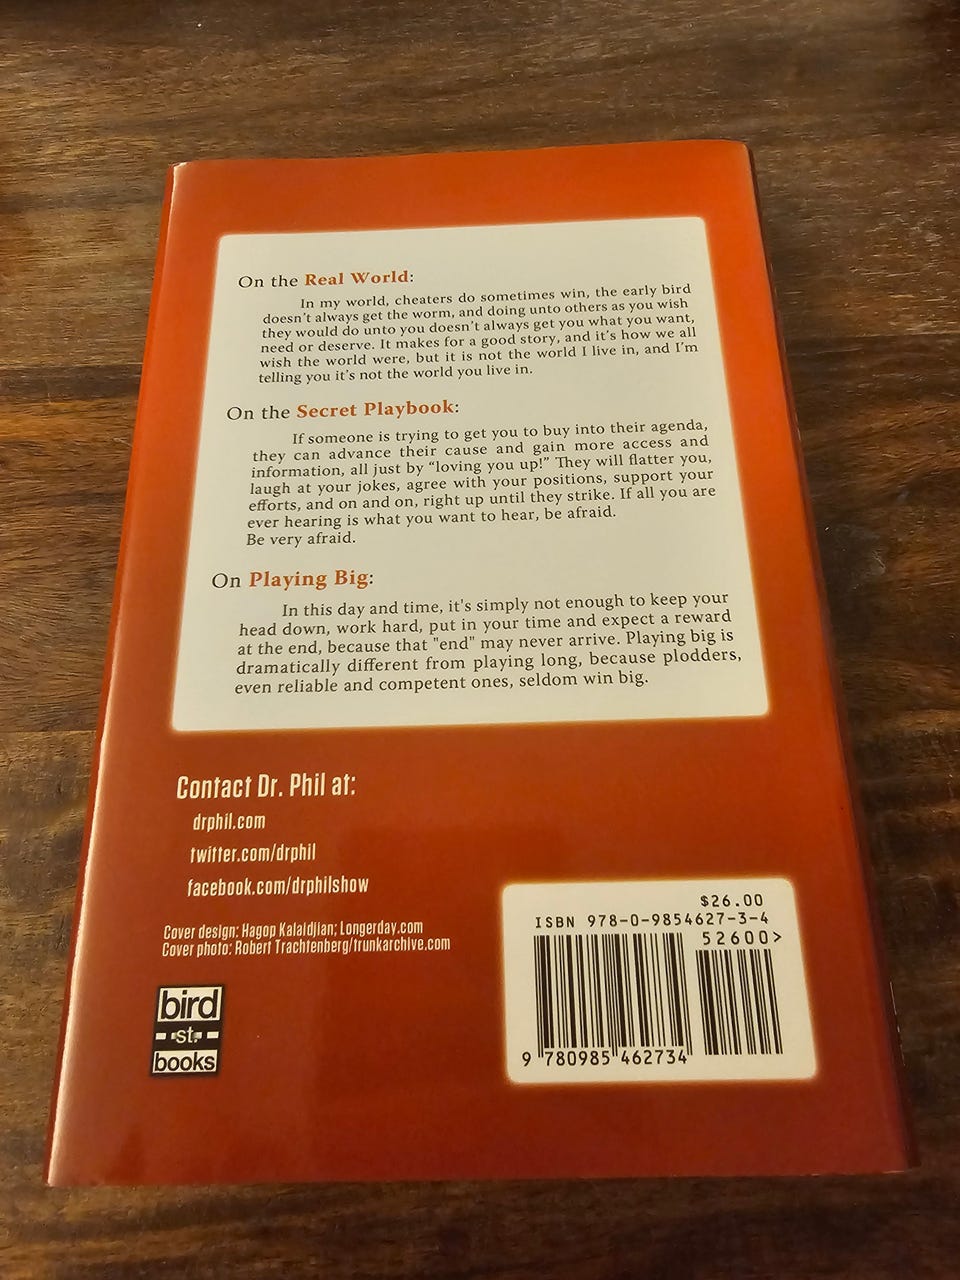 On the Real World:
In my world, cheaters do sometimes win, the early bird
doesn't always get the worm, and doing unto others as you wish
they would do unto you doesn't always get you what you want,
need or deserve. It makes for a good story, and it's how we all
wish the world were, but it is not the world I live in, and I'm
telling you it's not the world you live in.
On the Secret Playbook:
If someone is trying to get you to buy into their agenda,
they can advance their cause and gain more access and
information, all just by "loving you up!" They will flatter you,
laugh at your jokes, agree with your positions, support your
efforts, and on and on, right up until they strike. If all you are
ever hearing is what you want to hear, be afraid.
Be very afraid.
On Playing Big:
In this day and time, it's simply not enough to keep your
head down, work hard, put in your time and expect a reward
at the end, because that "end" may never arrive. Playing big is
dramatically different from playing long, because plodders,
even reliable and competent ones, seldom win big.
Contact Dr. Phil at:
drphil.com
twitter.com/drphil
facebook.com/drphilshow
Cover design: Hagop Kalaidjian; Longerday.com
Cover photo: Robert Trachtenberg/trunkarchive.com
bird
st.
books
$26.00
ISBN 978-0-9854627-3-4
52600>
9 780985 462734